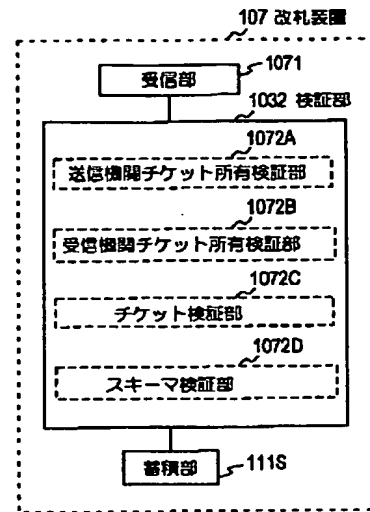 107 改札装置
受信部
1071
1032 検証部
1072A
送信機関チケット所有検証部
1072B
受信機関チケット所有検証部
1072C
チケット検証部
1072D
スキーマ検証部
蓄積部
111S